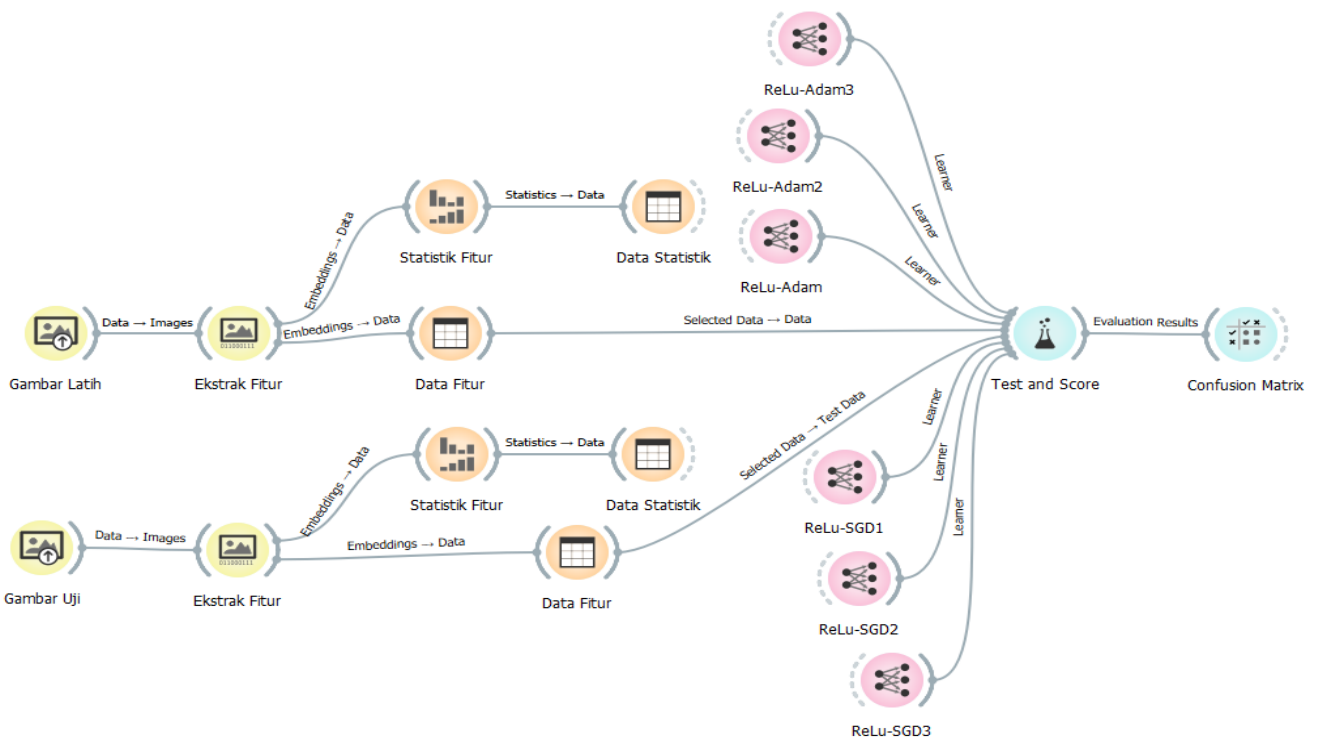 ReLu-Adam3
Learner
ReLu-Adam2
Learner
ReLu-Adam
Learner
Embeddings → Data
Statistik Fitur
Statistics → Data
Data Statistik
Gambar Latih
Data → Images
Ekstrak Fitur
Embeddings → Data
Data Fitur
Selected Data → Data
Test and Score
Evaluation Results
Confusion Matrix
Embeddings → Data
Statistik Fitur
Statistics → Data
Data Statistik
Gambar Uji
Data → Images
Ekstrak Fitur
Embeddings → Data
Data Fitur
Selected Data → Test Data
Learner
ReLu-SGD1
Learner
ReLu-SGD2
Learner
ReLu-SGD3
011000111
011000111